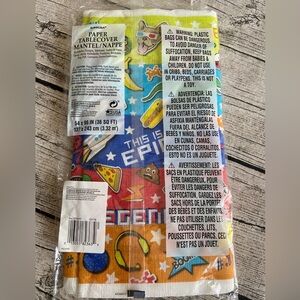 PAPER
TABLECOVER
MANTEL/NAPPE
54 x 96 IN (38 SQ FT)
137 x 243 cm (3.32 m²)
THIS IS
EPIC
LEGEN
BOOM
⚠ WARNING: PLASTIC
BAGS CAN BE DANGEROUS.
TO AVOID DANGER OF
SUFFOCATION, KEEP BAGS
AWAY FROM BABIES &
CHILDREN. DO NOT USE
IN CRIBS, BEDS, CARRIAGES
OR PLAYPENS. THIS IS
NOT A TOY.
⚠ ADVERTENCIA: LAS
BOLSAS DE PLÁSTICO
PUEDEN SER PELIGROSAS.
PARA EVITAR EL RIESGO DE
ASFIXIA MANTÉNGALAS
FUERA DEL ALCANCE DE
BEBÉS Y NIÑOS. NO LAS USE
EN CUNAS, CAMAS,
COCHECITOS O CORRALITOS.
ESTO NO ES UN JUGUETE.
⚠ AVERTISSEMENT: LES
SACS EN PLASTIQUE PEUVENT
ÊTRE DANGEREUX. POUR
ÉVITER LES DANGERS DE
SUFFOCATION, GARDEZ LES
SACS HORS DE LA PORTÉE
DES BÉBÉS ET DES ENFANTS.
NE PAS UTILISER DANS LES
COUCHETTES, LITS,
POUSSETTES OU PARCS. CECI
N'EST PAS UN JOUET.